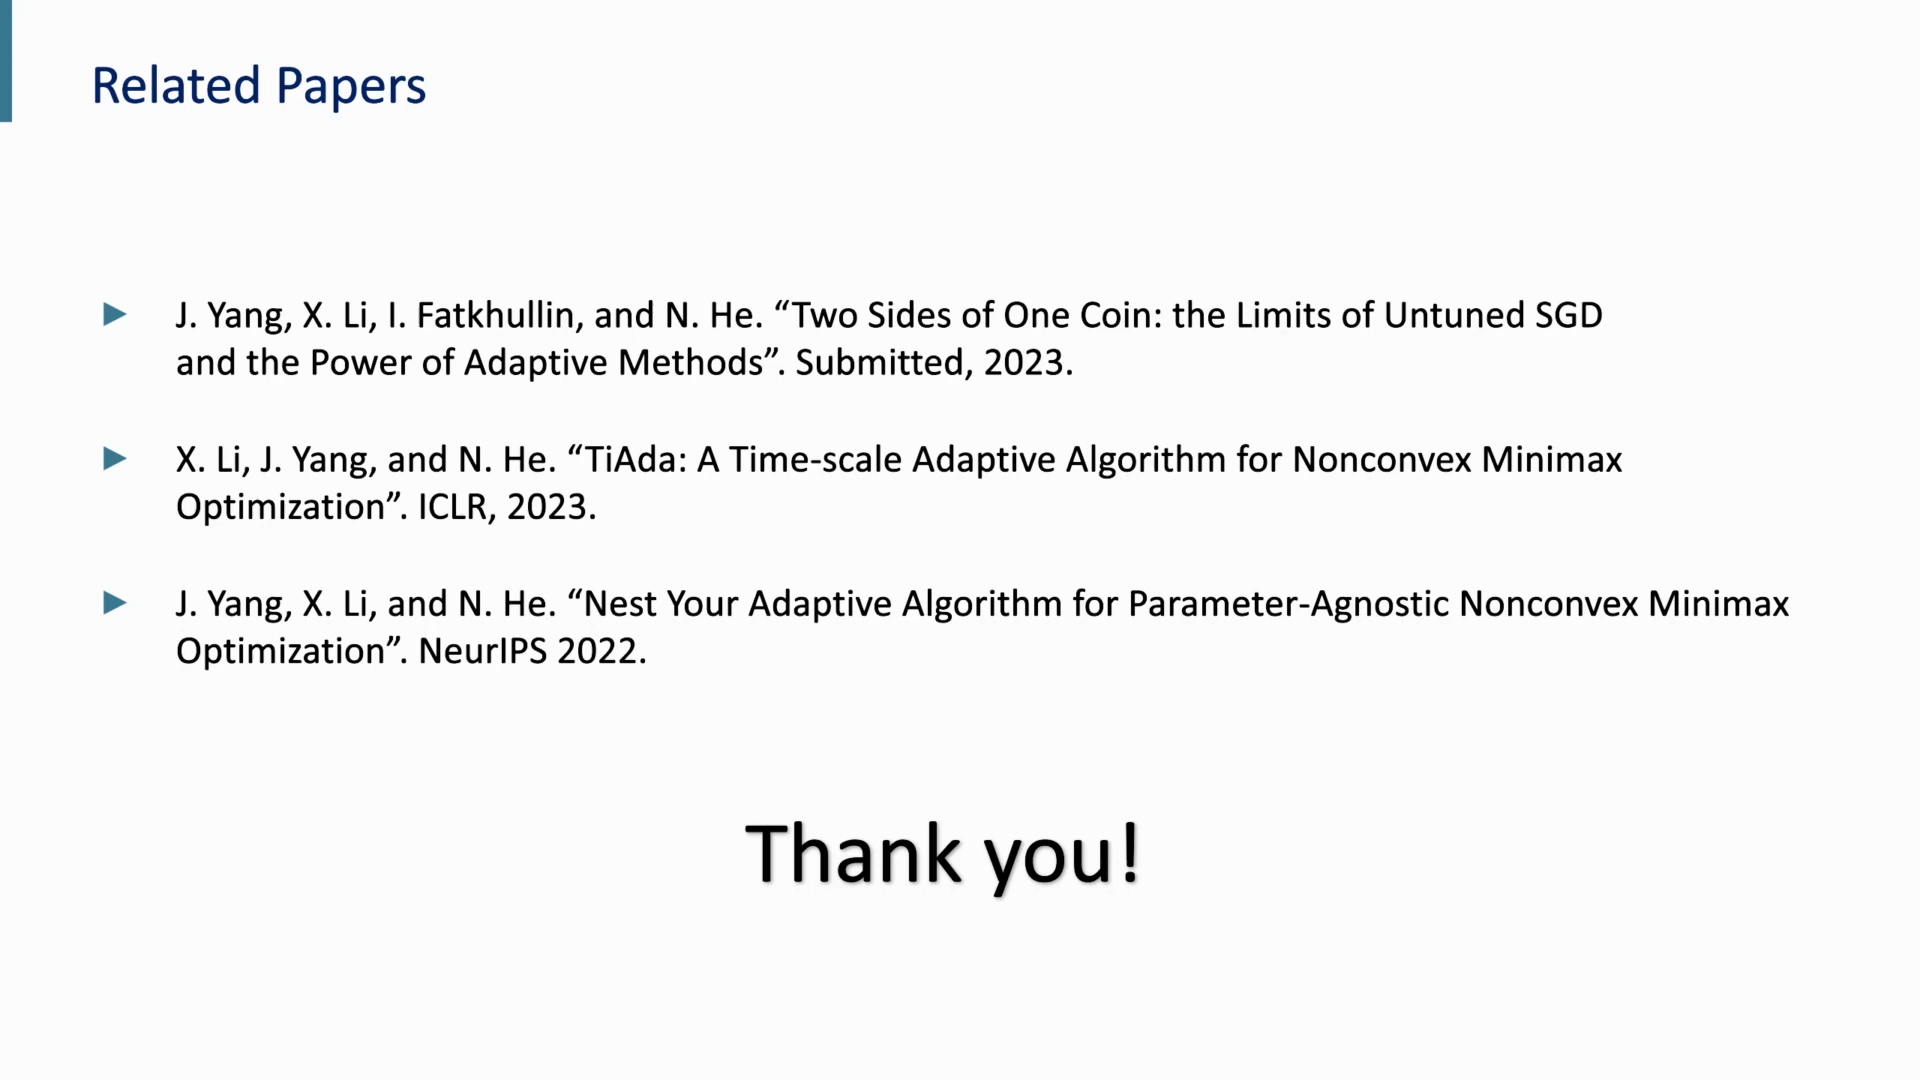 Related Papers
J. Yang, X. Li, I. Fatkhullin, and N. He. “Two Sides of One Coin: the Limits of Untuned SGD
and the Power of Adaptive Methods”. Submitted, 2023.
X. Li, J. Yang, and N. He. “TiAda: A Time-scale Adaptive Algorithm for Nonconvex Minimax
Optimization”. ICLR, 2023.
J. Yang, X. Li, and N. He. “Nest Your Adaptive Algorithm for Parameter-Agnostic Nonconvex Minimax
Optimization”. NeurIPS 2022.
Thank you!